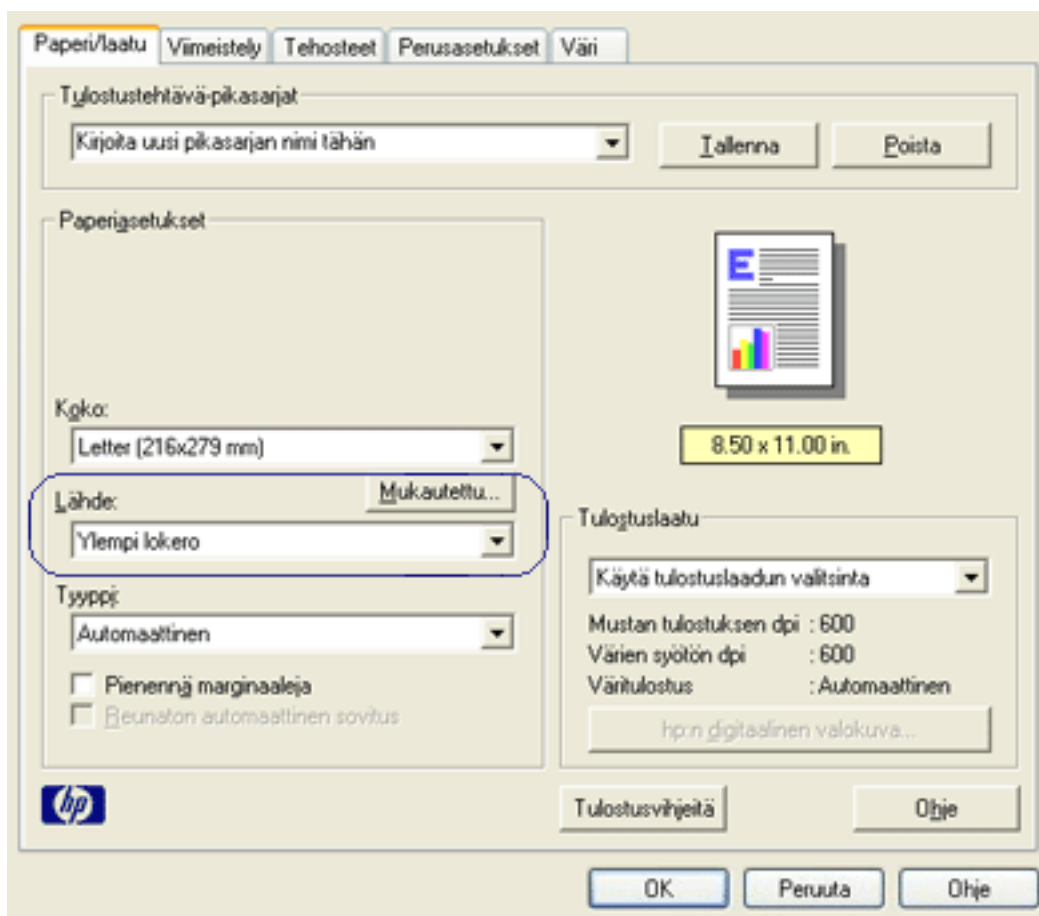 Paperi/laatu Viimeistely Tehosteet Perusasetukset Väri
Tulostustehtävä-pikasarjat
Kirjoita uusi pikasarjan nimi tähän
Tallenna
Poista
Paperiasetukset
E
Koko:
Letter (216x279 mm)
8.50 x 11.00 in.
Lähde:
Mukautettu...
Ylempi lokero
Tyyppi:
Automaattinen
Pienennä marginaaleja
Reunaton automaattinen sovitus
Tulostuslaatu
Käytä tulostuslaadun valitsinta
Mustan tulostuksen dpi : 600
Värien syötön dpi : 600
Väritulostus : Automaattinen
hp:n digitaalinen valokuva...
hp
Tulostusvihjeitä
Ohje
OK Peruuta Ohje